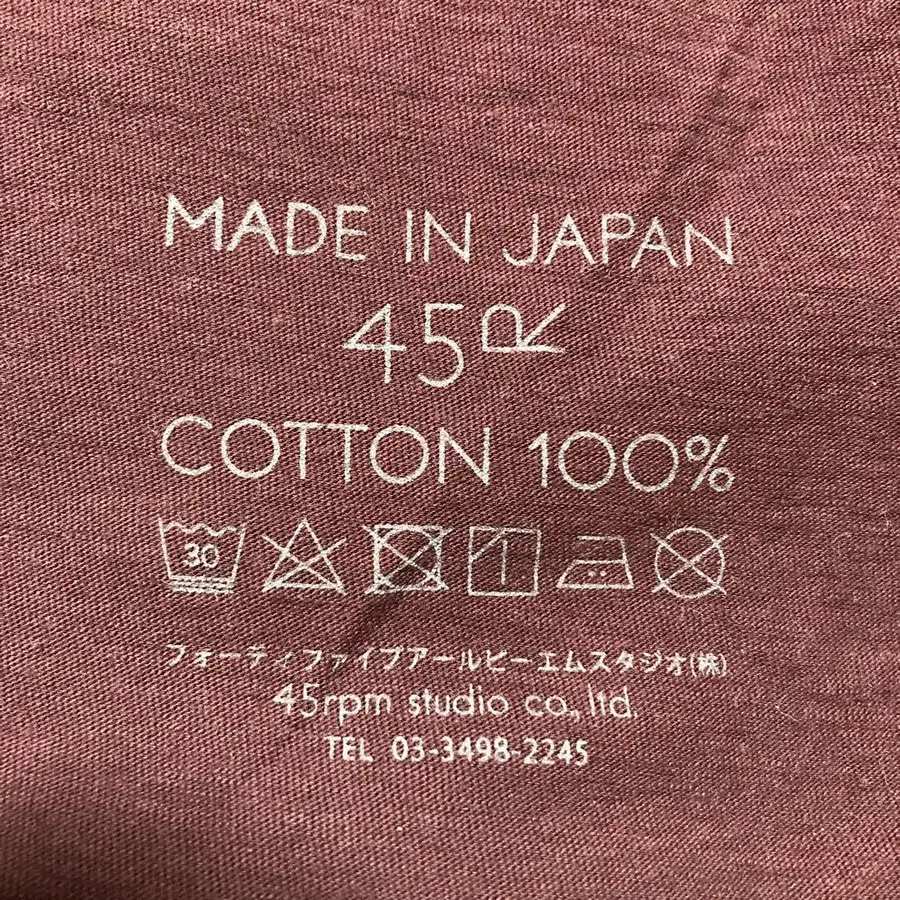 MADE IN JAPAN
45R
COTTON 100%
30
フォーティファイブアールピーエムスタジオ(株)
45rpm studio co.,ltd.
TEL 03-3498-2245